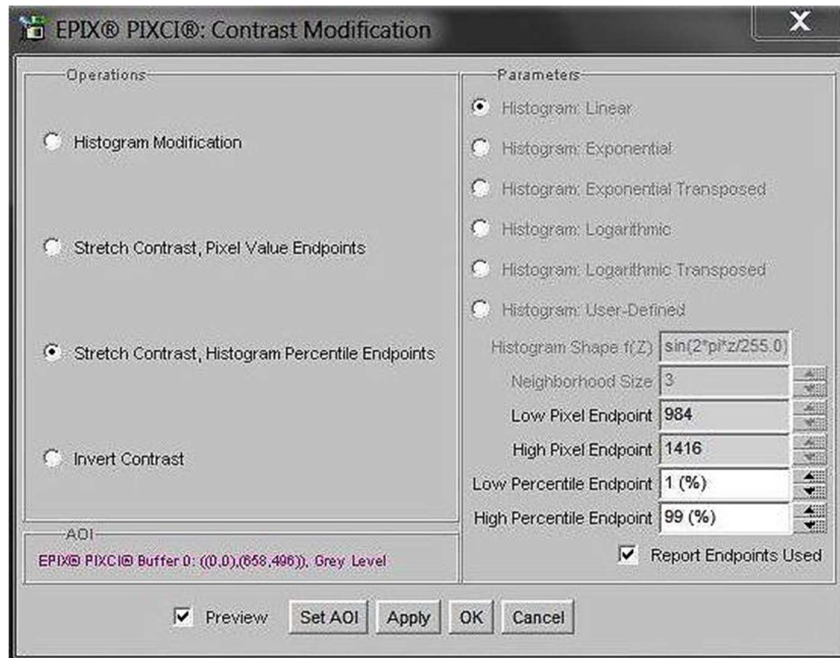 EPIX® PIXCI®: Contrast Modification
X
Operations
Histogram Modification
Stretch Contrast, Pixel Value Endpoints
Stretch Contrast, Histogram Percentile Endpoints
Invert Contrast
AOI
EPIX® PIXCI® Buffer 0: ((0,0),(658,496)), Grey Level
Parameters
Histogram: Linear
Histogram: Exponential
Histogram: Exponential Transposed
Histogram: Logarithmic
Histogram: Logarithmic Transposed
Histogram: User-Defined
Histogram Shape f(Z) sin(2*pi*z/255.0)
Neighborhood Size 3
Low Pixel Endpoint 984
High Pixel Endpoint 1416
Low Percentile Endpoint 1 (%)
High Percentile Endpoint 99 (%)
Report Endpoints Used
Preview Set AOI Apply OK Cancel